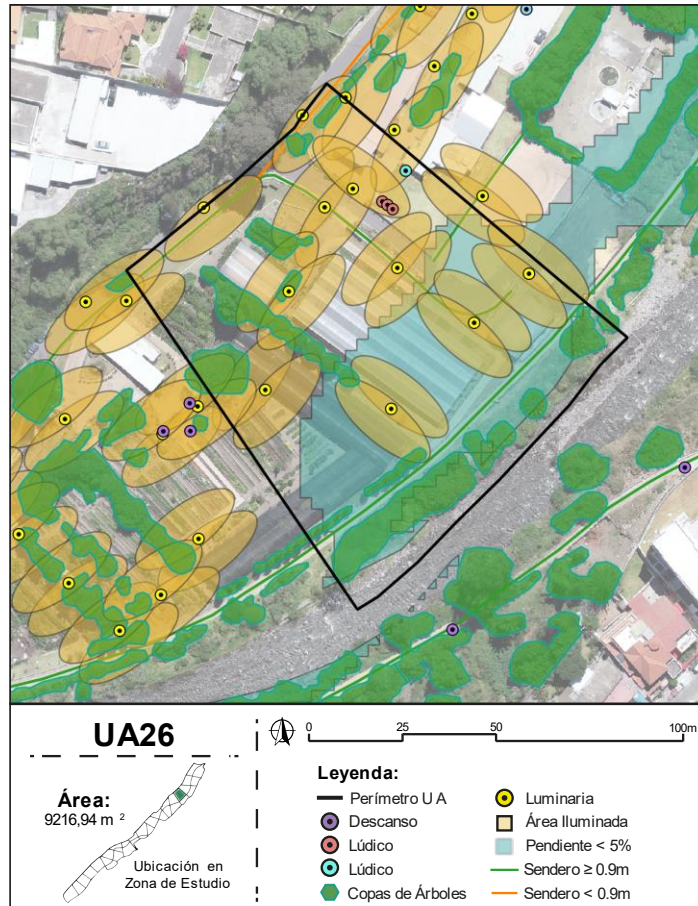 UA26
Área:
9216,94 m 2
Ubicación en
Zona de Estudio
0 25 50 100m
Leyenda:
Perímetro U A
Descanso
Lúdico
Lúdico
Copas de Árboles
Luminaria
Área Iluminada
Pendiente < 5%
Sendero ≥ 0.9m
Sendero < 0.9m